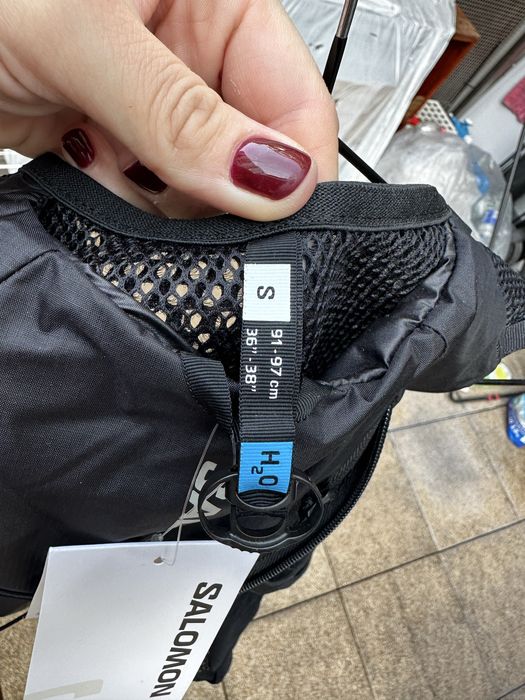 S
91 - 97 cm
36" - 38"
H₂O
SALOMON